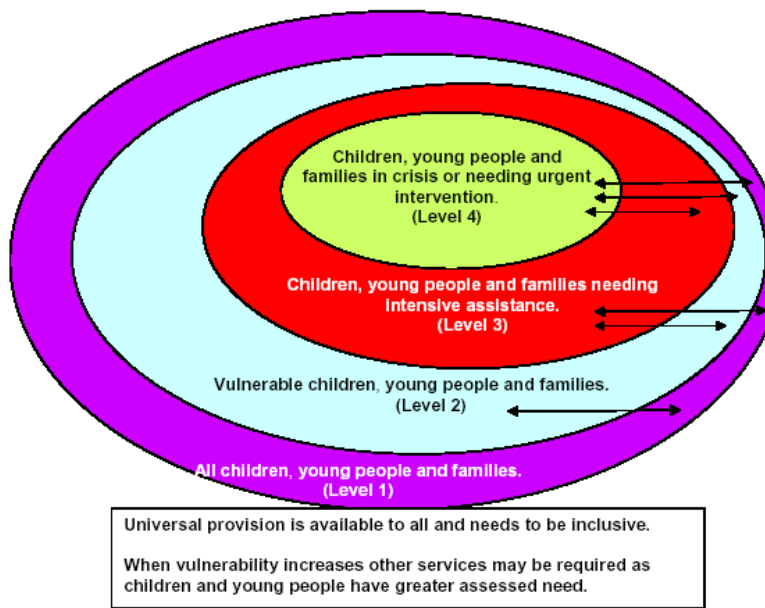 Children, young people and
families in crisis or needing urgent
intervention.
(Level 4)
Children, young people and families needing
intensive assistance.
(Level 3)
Vulnerable children, young people and families.
(Level 2)
All children, young people and families.
(Level 1)
Universal provision is available to all and needs to be inclusive.
When vulnerability increases other services may be required as
children and young people have greater assessed need.